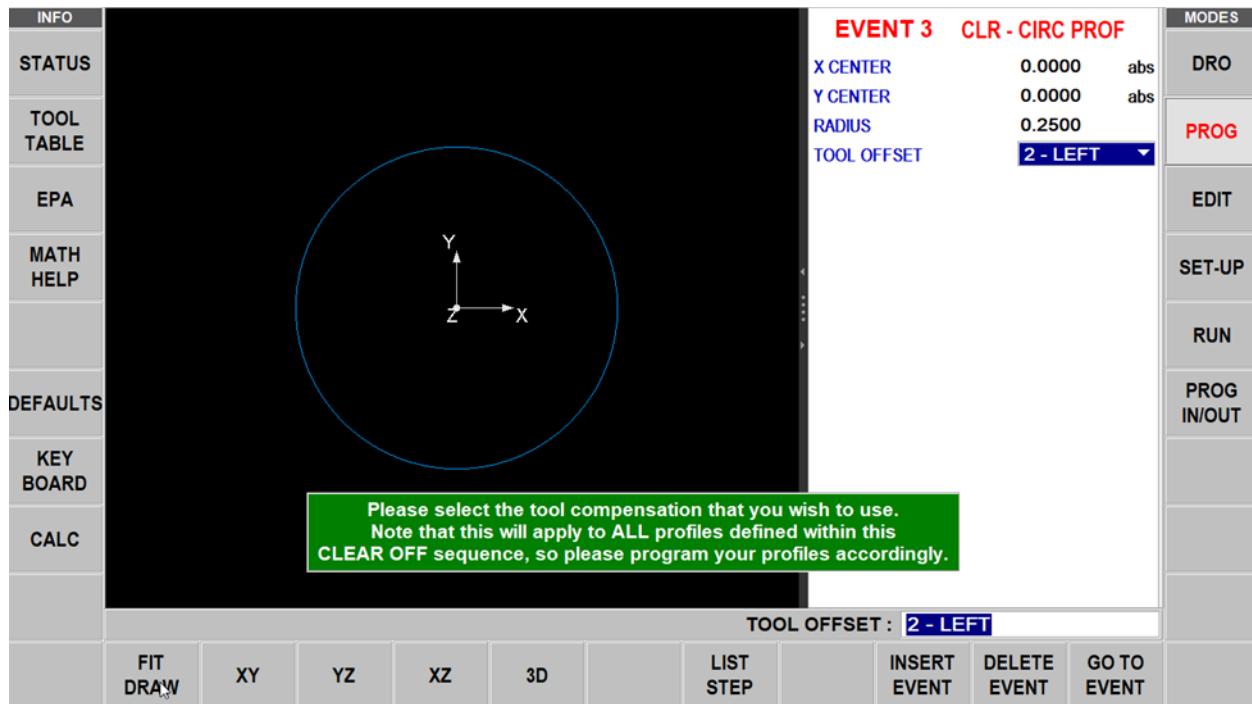 INFO
STATUS
TOOL
TABLE
EPA
MATH
HELP
DEFAULTS
KEY
BOARD
CALC
Y
Z
X
EVENT 3 CLR - CIRC PROF
X CENTER 0.0000 abs
Y CENTER 0.0000 abs
RADIUS 0.2500
TOOL OFFSET 2 - LEFT
Please select the tool compensation that you wish to use.
Note that this will apply to ALL profiles defined within this
CLEAR OFF sequence, so please program your profiles accordingly.
TOOL OFFSET : 2 - LEFT
MODES
DRO
PROG
EDIT
SET-UP
RUN
PROG
IN/OUT
FIT
DRAW
XY
YZ
XZ
3D
LIST
STEP
INSERT
EVENT
DELETE
EVENT
GO TO
EVENT